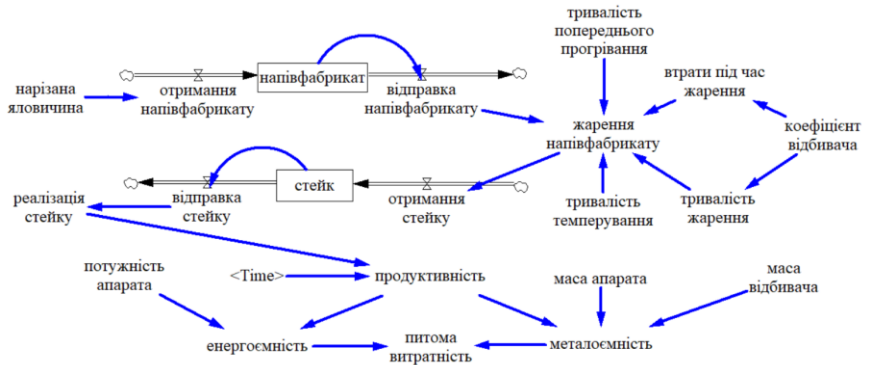 тривалість
попереднього
прогрівання
напівфабрикат
нарізана
яловичина
отримання
напівфабрикату
відправка
напівфабрикату
втрати під час
жарення
жарення
напівфабрикату
коефіцієнт
відбивача
реалізація
стейку
відправка
стейку
стейк
отримання
стейку
тривалість
темперування
тривалість
жарення
потужність
апарата
<Time>
продуктивність
маса апарата
маса
відбивача
енергоємність
питома
витратність
металоємність